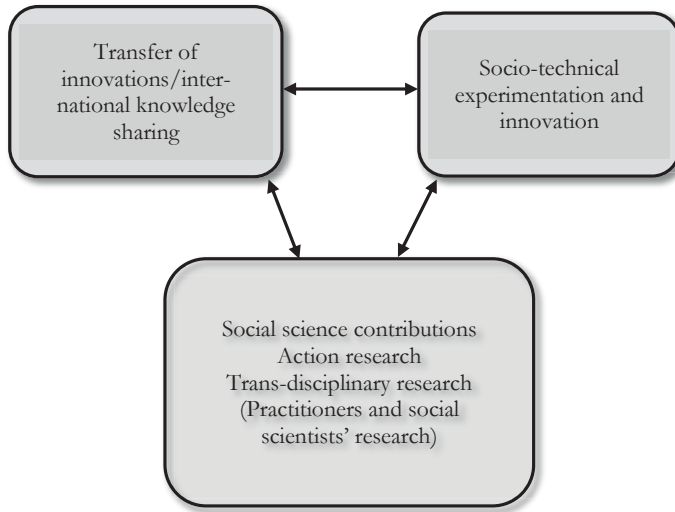 Transfer of
innovations/inter-
national knowledge
sharing
Socio-technical
experimentation and
innovation
Social science contributions
Action research
Trans-disciplinary research
(Practitioners and social
scientists’ research)